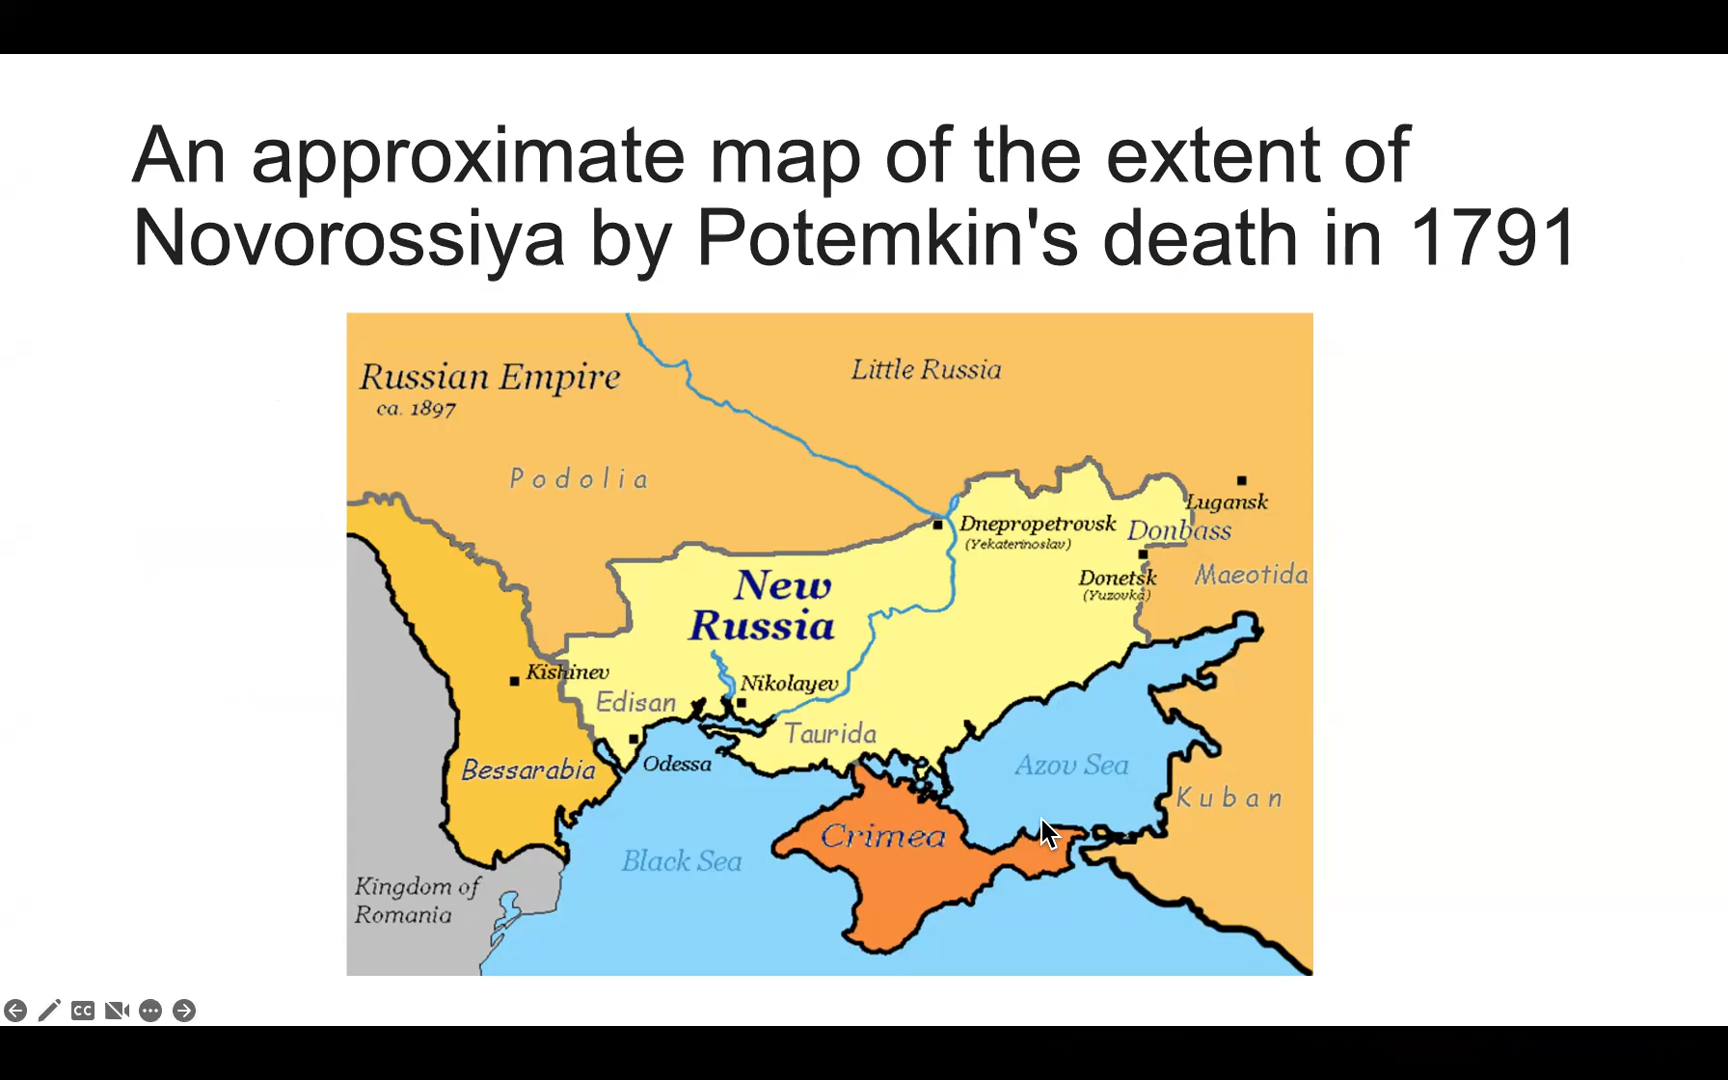 An approximate map of the extent of
Novorossiya by Potemkin's death in 1791
Russian Empire
ca. 1897
Little Russia
Podolia
Lugansk
Dnepropetrovsk
(Yekaterinoslav)
Donbass
Maeotida
Donetsk
(Yuzovka)
New
Russia
Kishinev
Nikolayev
Edisan
Taurida
Odessa
Bessarabia
Azov Sea
Kuban
Crimea
Black Sea
Kingdom of
Romania
CC